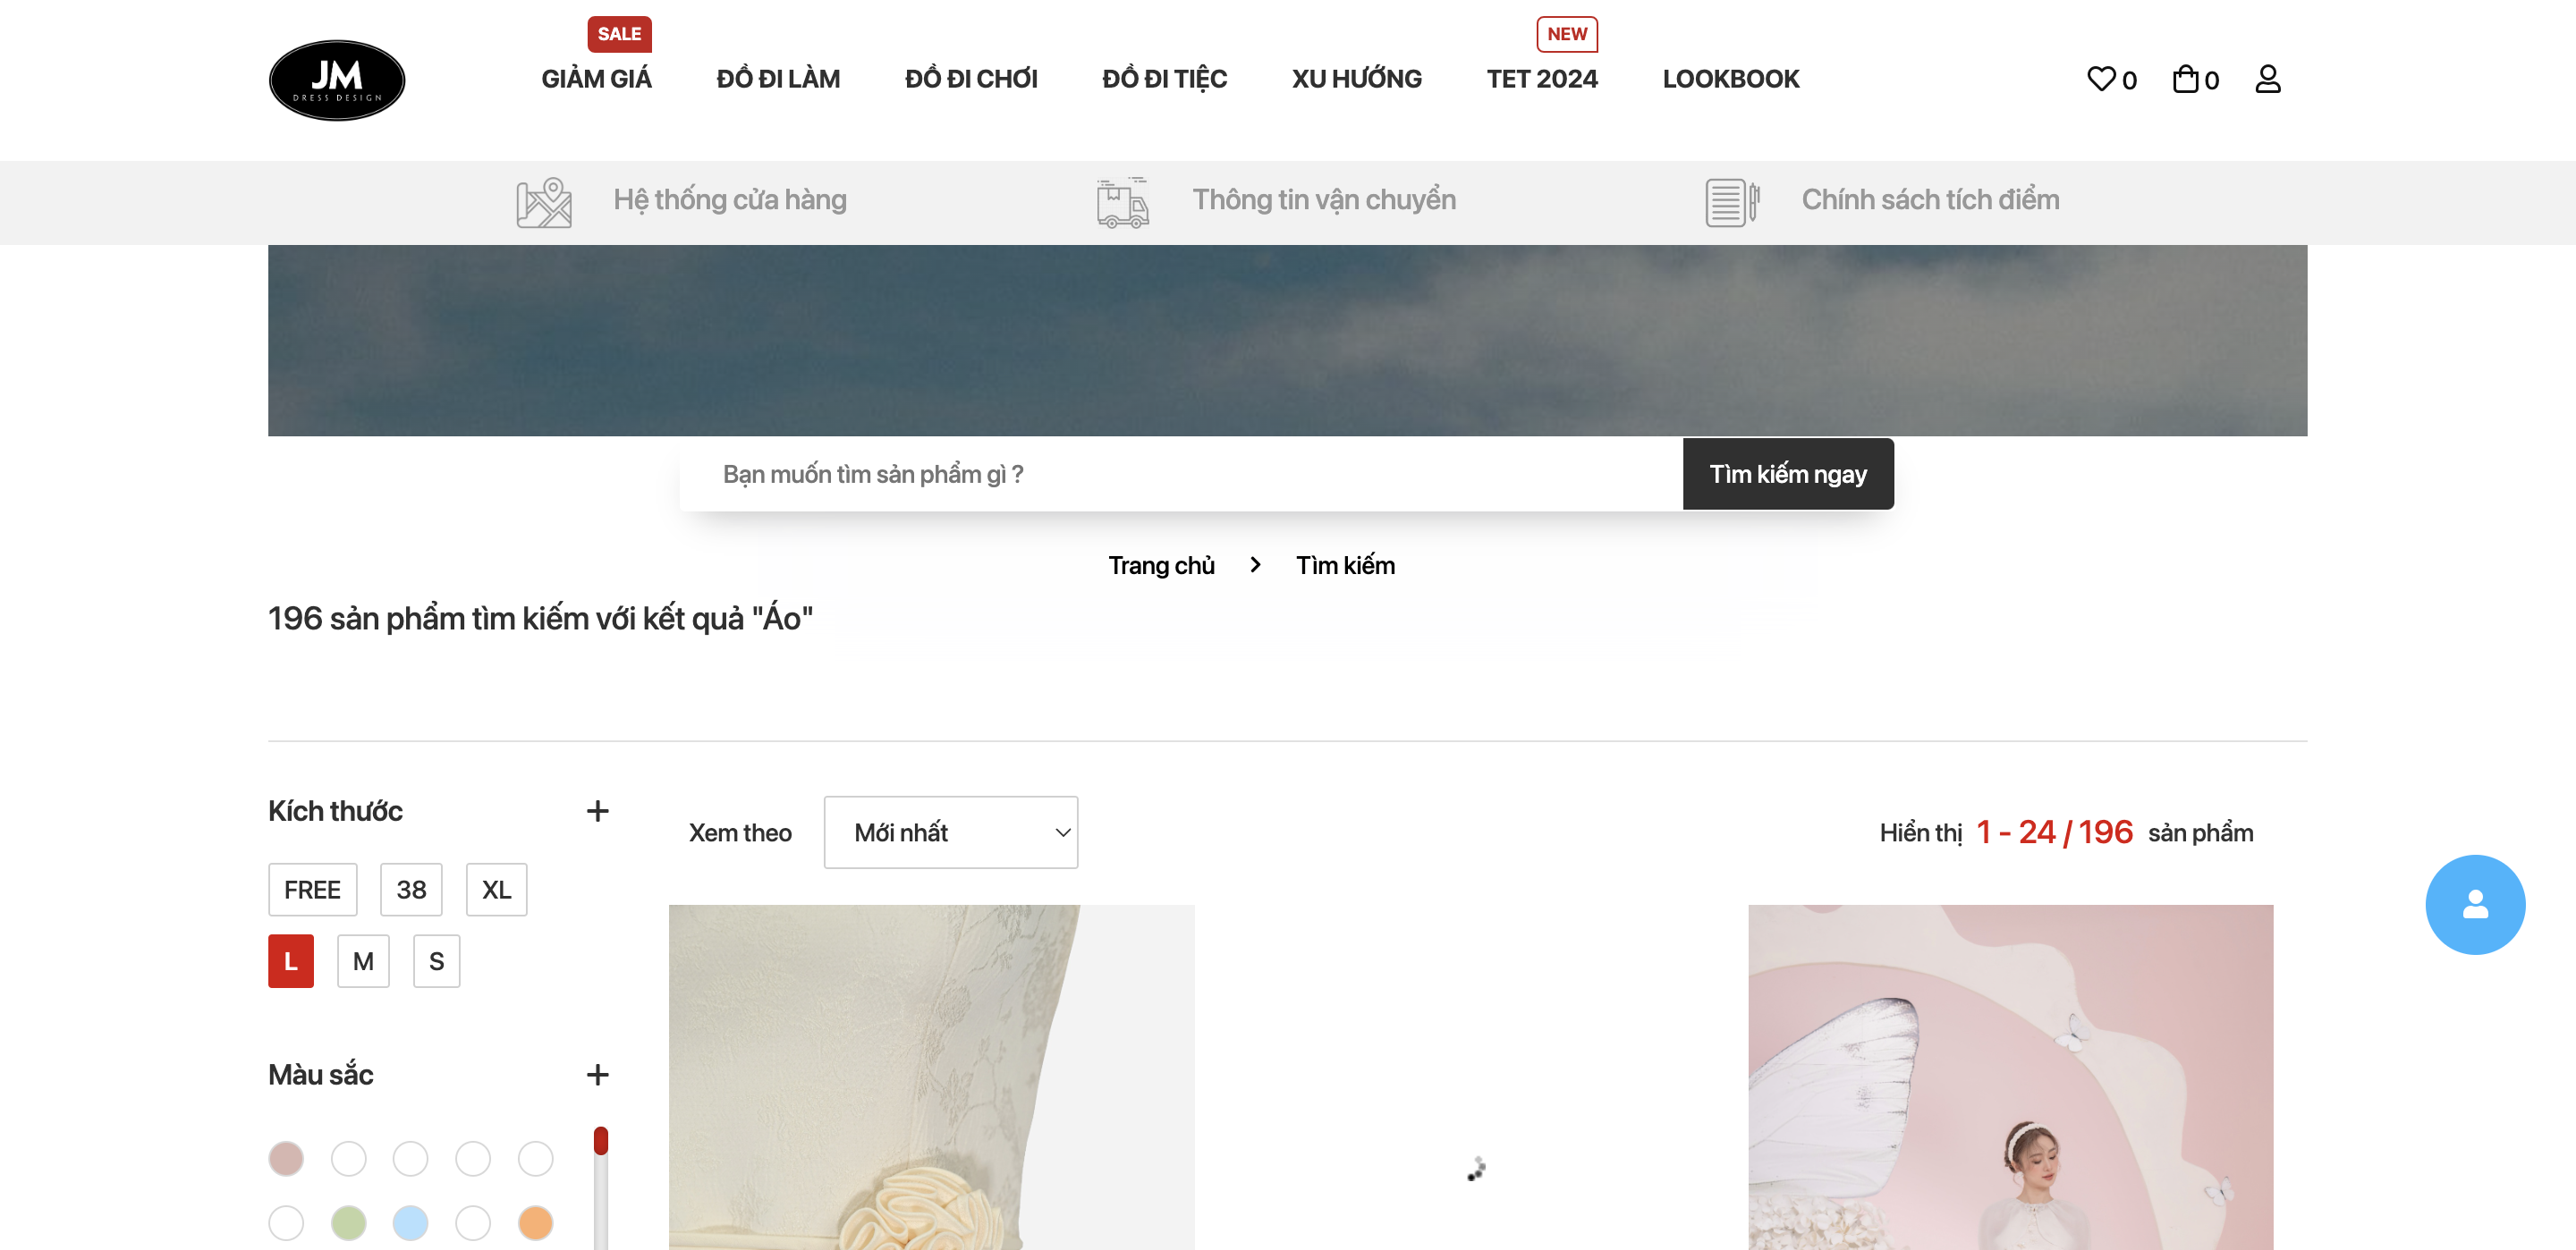 SALE
NEW
JM
DRESS DESIGN
GIẢM GIÁ ĐỒ ĐI LÀM ĐỒ ĐI CHƠI ĐỒ ĐI TIỆC XU HƯỚNG TET 2024 LOOKBOOK 0 0
Hệ thống cửa hàng Thông tin vận chuyển Chính sách tích điểm
Bạn muốn tìm sản phẩm gì ? Tìm kiếm ngay
Trang chủ > Tìm kiếm
196 sản phẩm tìm kiếm với kết quả "Áo"
Kích thước +
Xem theo Mới nhất Hiển thị 1 - 24 / 196 sản phẩm
FREE 38 XL
L M S
Màu sắc +